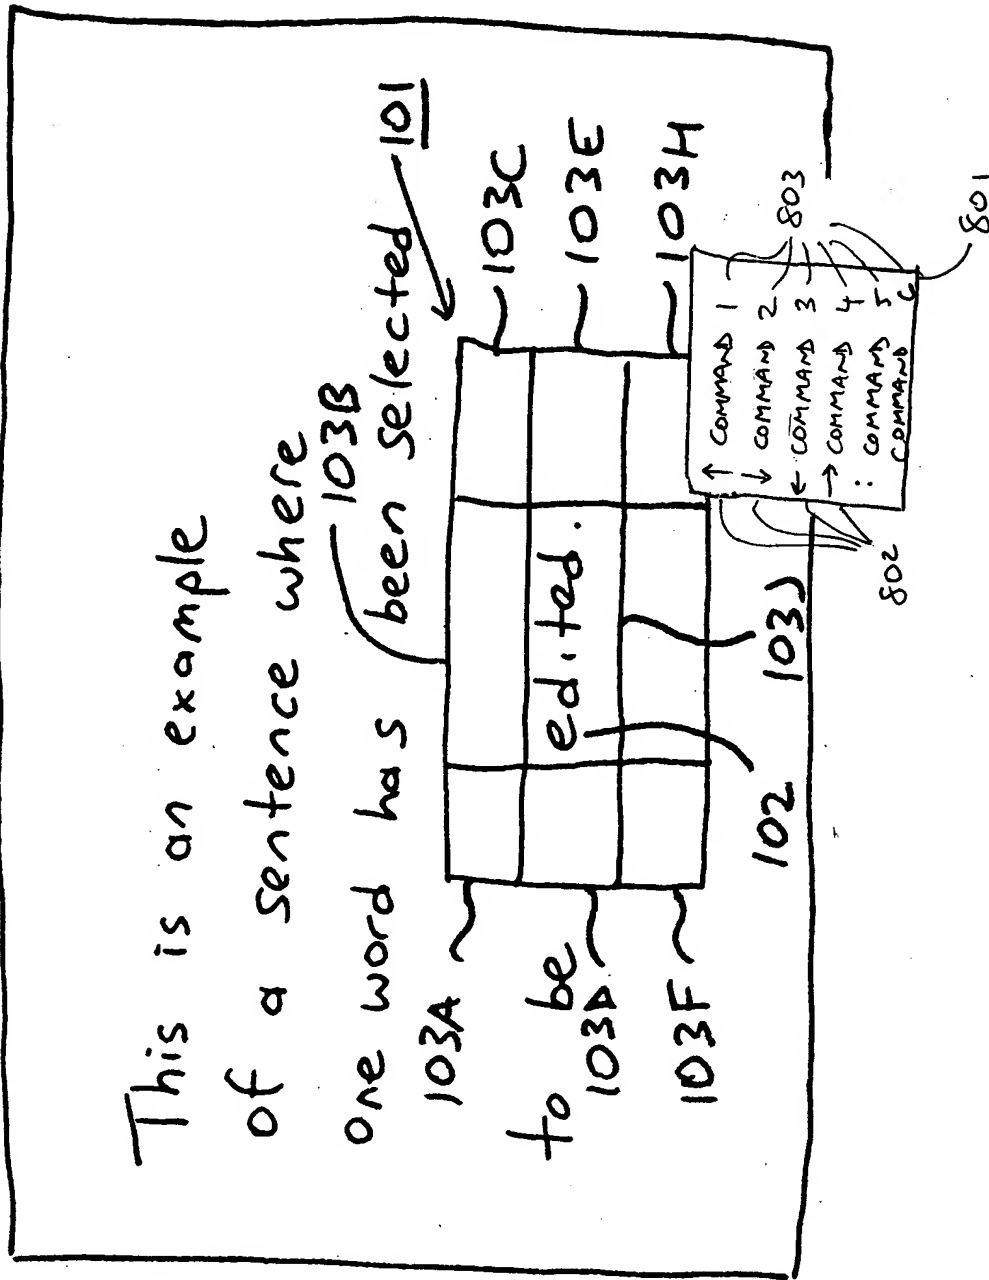 This is an example
of a sentence where
one word has been selected
to be edited.
101
103A
103B
103C
103D
103E
103F
103J
103H
102
↑ COMMAND 1
↓ COMMAND 2
← COMMAND 3
→ COMMAND 4
: COMMAND 5
COMMAND 6
803
802
801